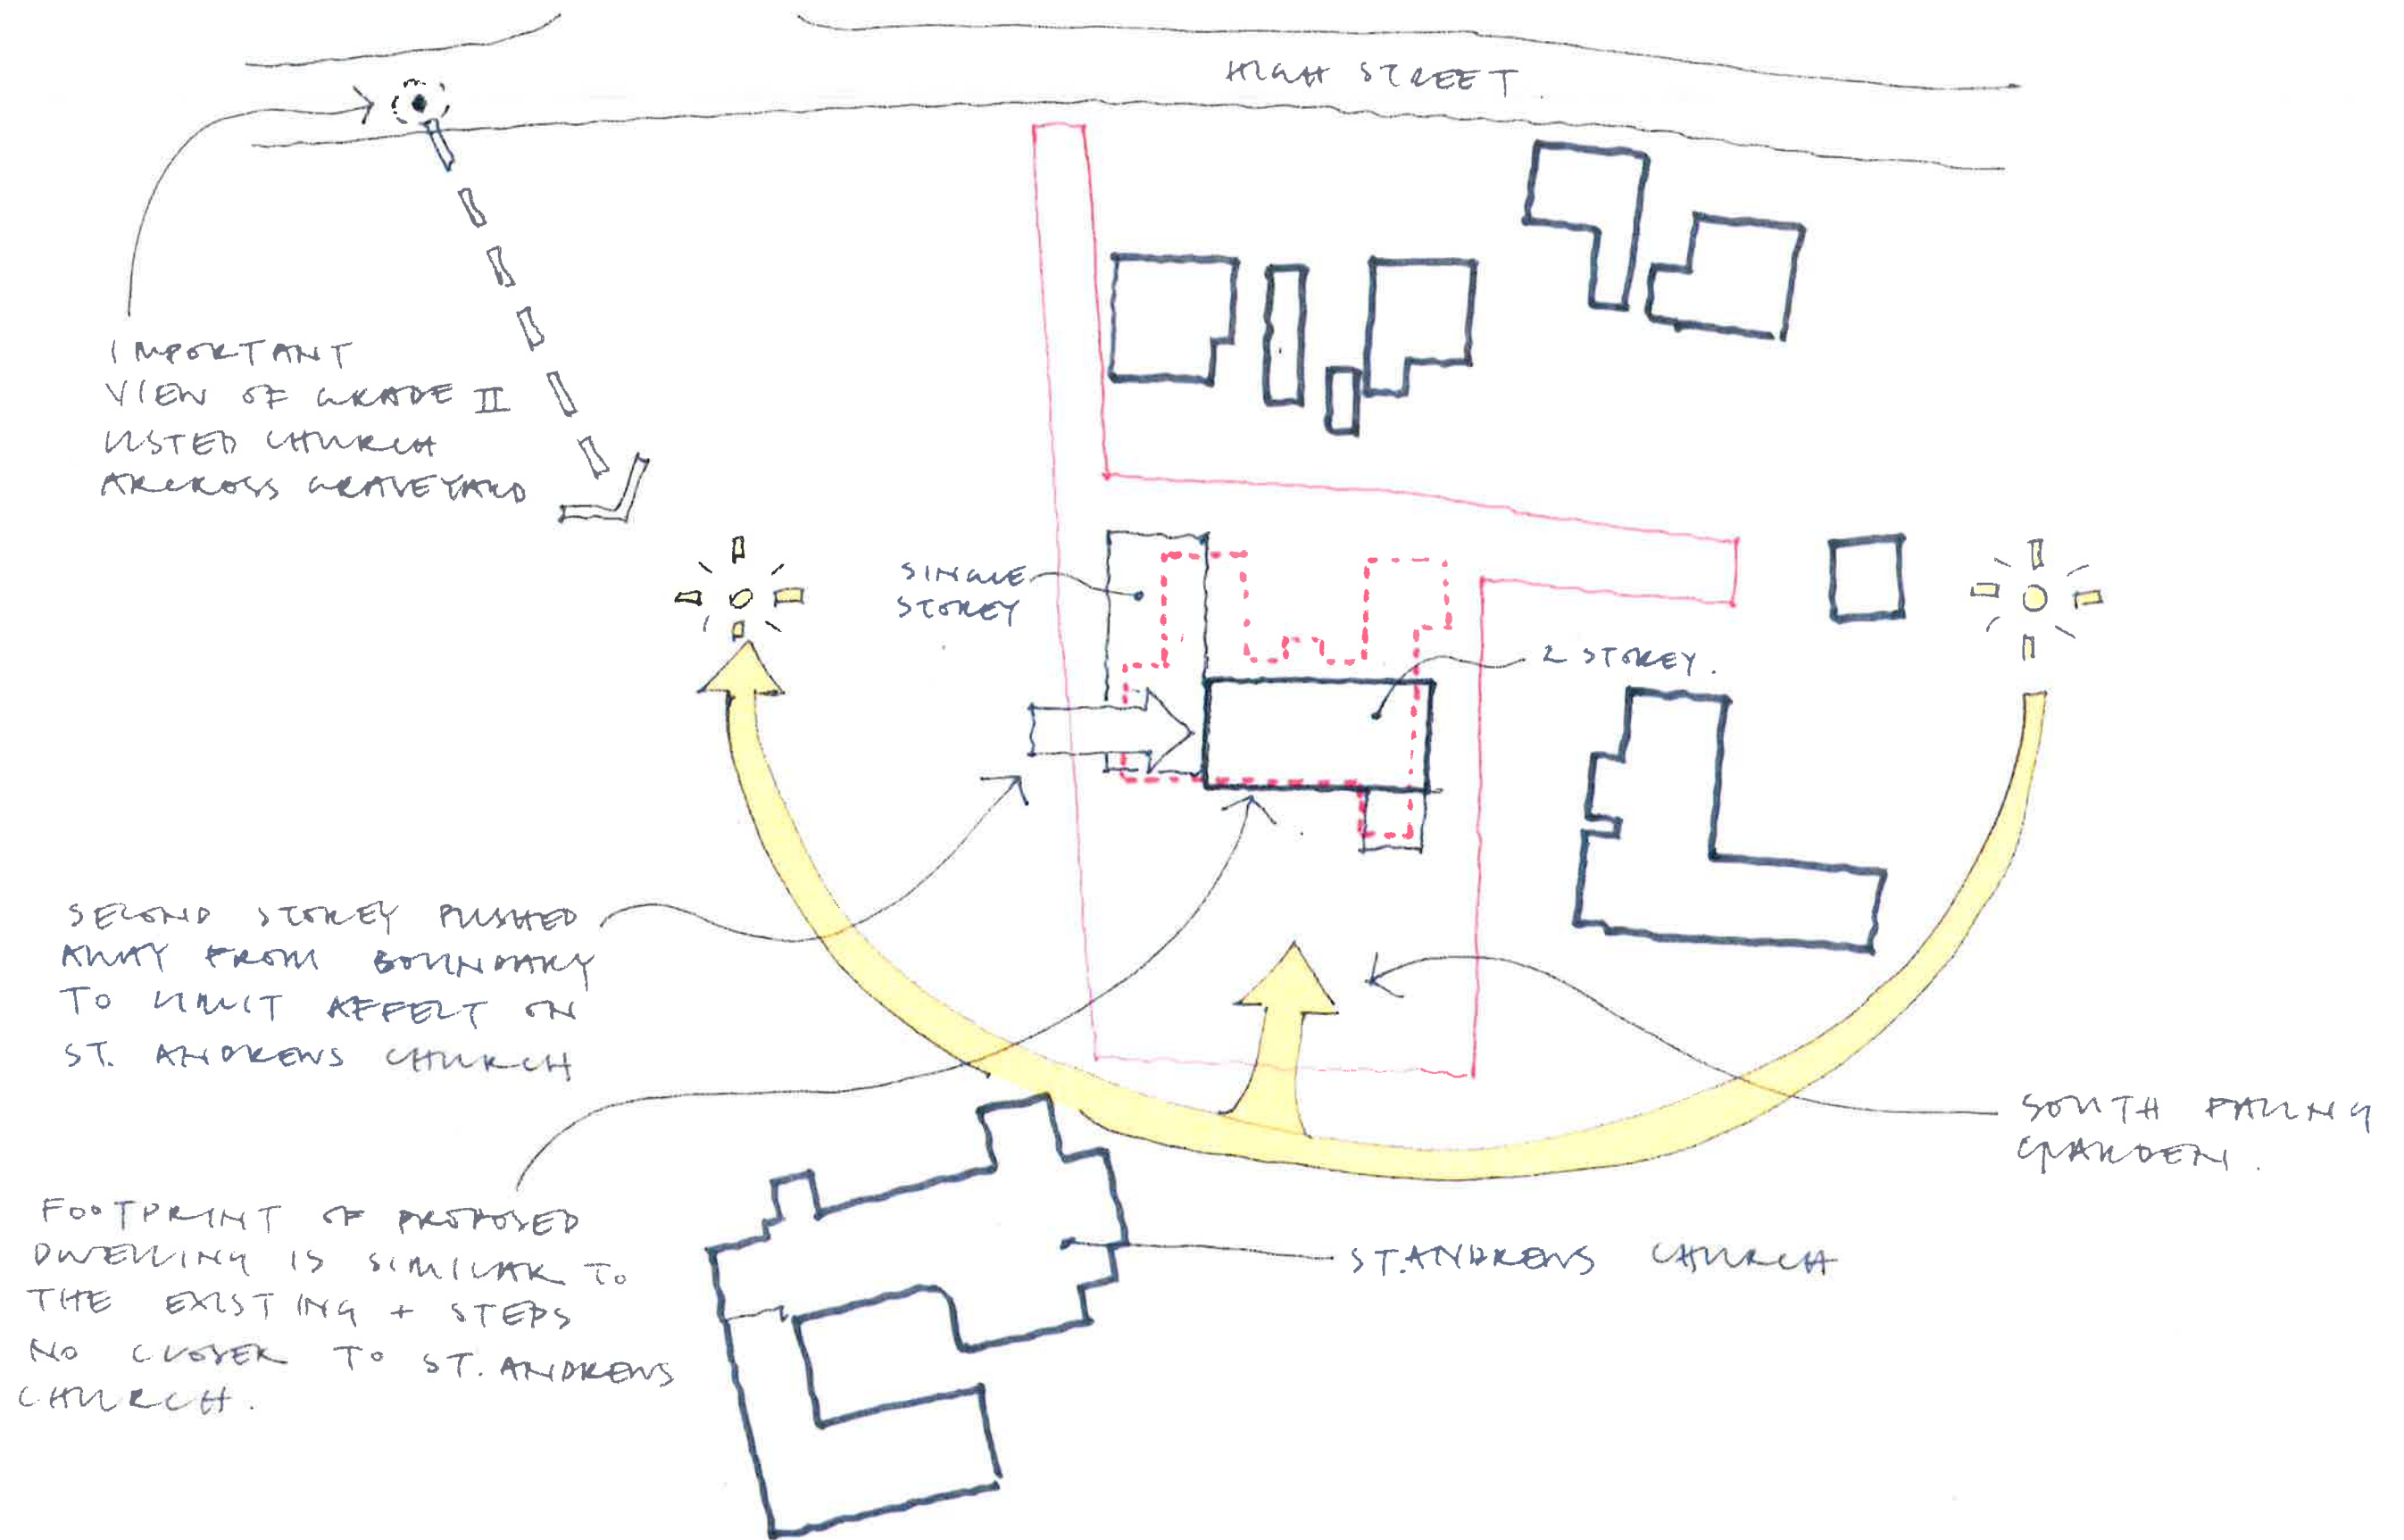 HIGH STREET.
IMPORTANT
VIEW OF GRADE II
LISTED CHURCH
ARCROSS GRAVEYARD
SINGLE
STOREY
2 STOREY.
SECOND STOREY PUSHED
AWAY FROM BOUNDARY
TO LIMIT AFFECT ON
ST. ANDREWS CHURCH
SOUTH FACING
GARDEN.
FOOTPRINT OF PROPOSED
DWELLING IS SIMILAR TO
THE EXISTING + STEPS
NO CLOSER TO ST. ANDREWS
CHURCH.
ST. ANDREWS CHURCH